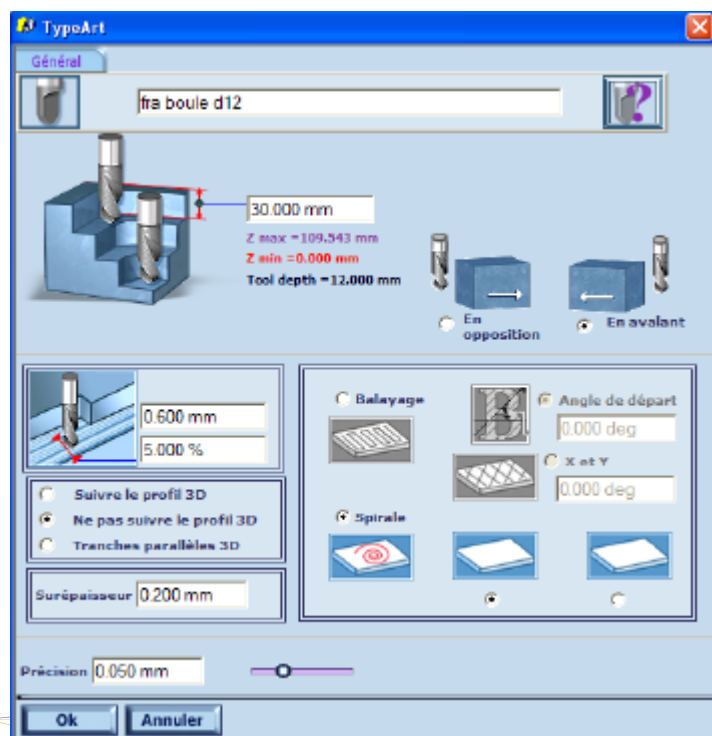 TypeArt
Général
fra boule d12
30.000 mm
Z max =109.543 mm
Z min =0.000 mm
Tool depth =12.000 mm
En opposition
En avalant
0.600 mm
5.000 %
Suivre le profil 3D
Ne pas suivre le profil 3D
Tranches parallèles 3D
Surépaisseur 0.200 mm
Balayage
Angle de départ
0.000 deg
X et Y
0.000 deg
Spirale
Précision 0.050 mm
Ok Annuler